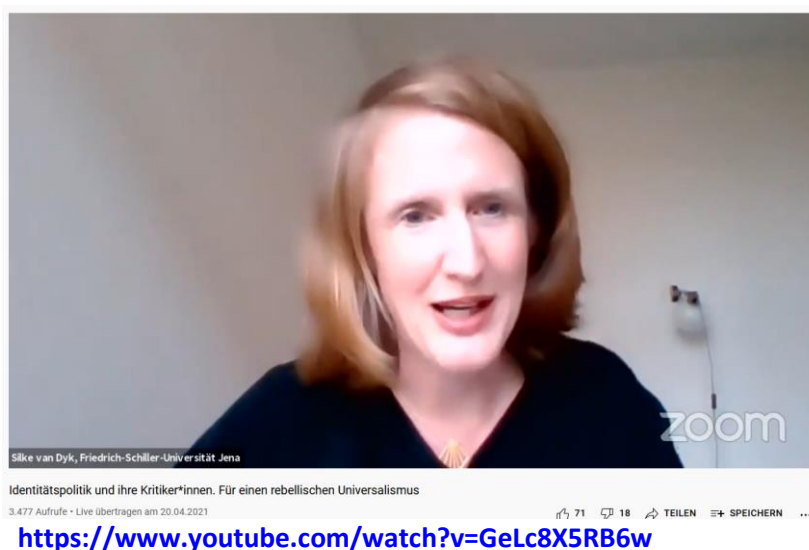 zoom
Silke van Dyk, Friedrich-Schiller-Universität Jena
Identitätspolitik und ihre Kritiker*innen. Für einen rebellischen Universalismus
3.477 Aufrufe • Live übertragen am 20.04.2021 71 18 TEILEN SPEICHERN
https://www.youtube.com/watch?v=GeLc8X5RB6w